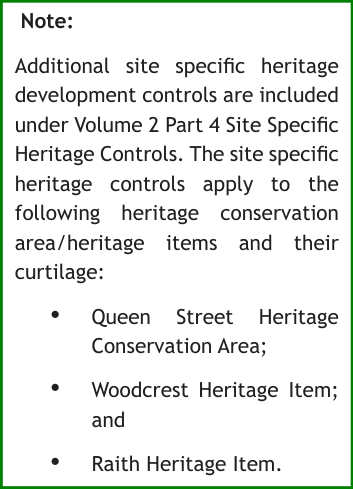 Note:
Additional site specific heritage
development controls are included
under Volume 2 Part 4 Site Specific
Heritage Controls. The site specific
heritage controls apply to the
following heritage conservation
area/heritage items and their
curtilage:
• Queen Street Heritage
Conservation Area;
• Woodcrest Heritage Item;
and
• Raith Heritage Item.